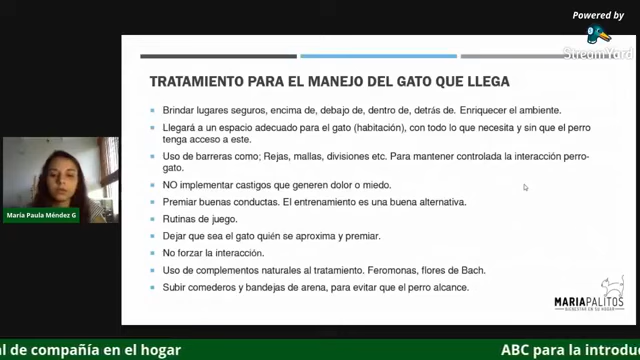 Powered by
StreamYard
TRATAMIENTO PARA EL MANEJO DEL GATO QUE LLEGA
Brindar lugares seguros, encima de, debajo de, dentro de, detrás de. Enriquecer el ambiente.
Llegará a un espacio adecuado para el gato (habitación), con todo lo que necesita y sin que el perro
tenga acceso a este.
Uso de barreras como; Rejas, mallas, divisiones etc. Para mantener controlada la interacción perro-
gato.
NO implementar castigos que generen dolor o miedo.
Premiar buenas conductas. El entrenamiento es una buena alternativa.
Rutinas de juego.
Dejar que sea el gato quién se aproxima y premiar.
No forzar la interacción.
Uso de complementos naturales al tratamiento. Feromonas, flores de Bach.
Subir comederos y bandejas de arena, para evitar que el perro alcance.
María Paula Méndez G
MARIAPALITOS
BIENESTAR EN SU HOGAR
al de compañía en el hogar
ABC para la introdu